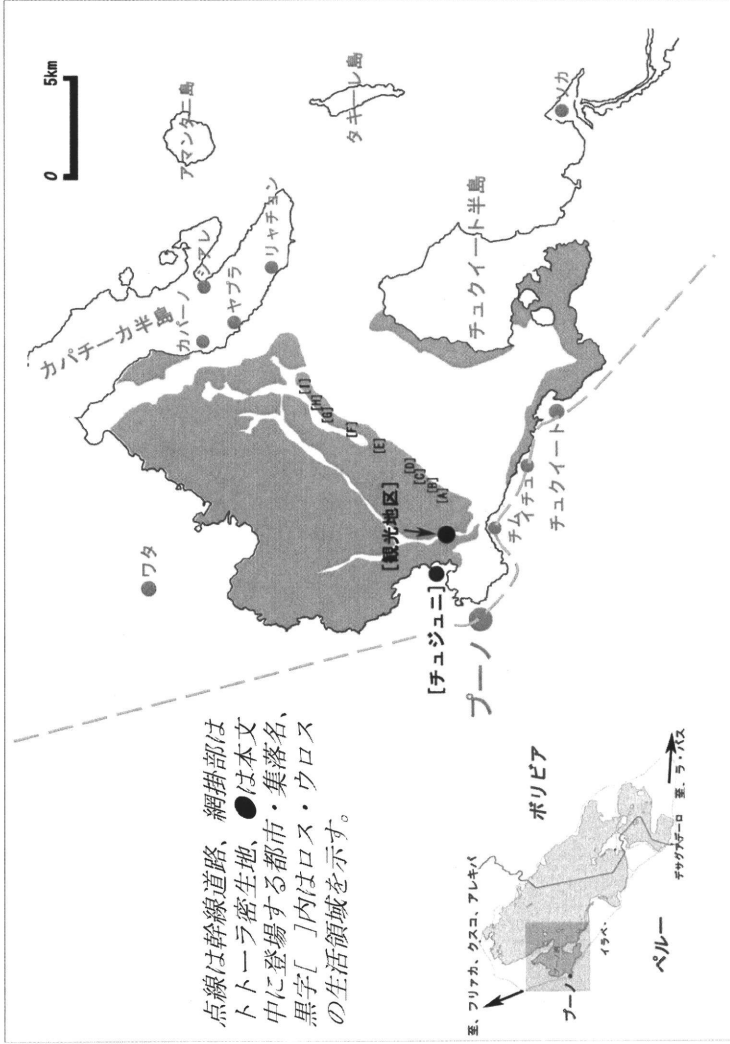 0 5km
アマンタニ島
タキーレ島
カパチーカ半島
シアレ
カパーノ
ヤプラ
リャチョン
ソカ
チュクイート半島
ワタ
[I]
[H]
[G]
[F]
[E]
[D]
[C]
[B]
[A]
[観光地区]
[チュジュニ]
プーノ
チムイチュ
チュクイート
点線は幹線道路、網掛部は
トトーラ密生地、●は本文
中に登場する都市・集落名、
黒字[ ]内はロス・ウロス
の生活領域を示す。
至、フリァカ、クスコ、アレキパ
ボリビア
プーノ
イラベ
ペルー
デサグアデーロ
至、ラ・パス